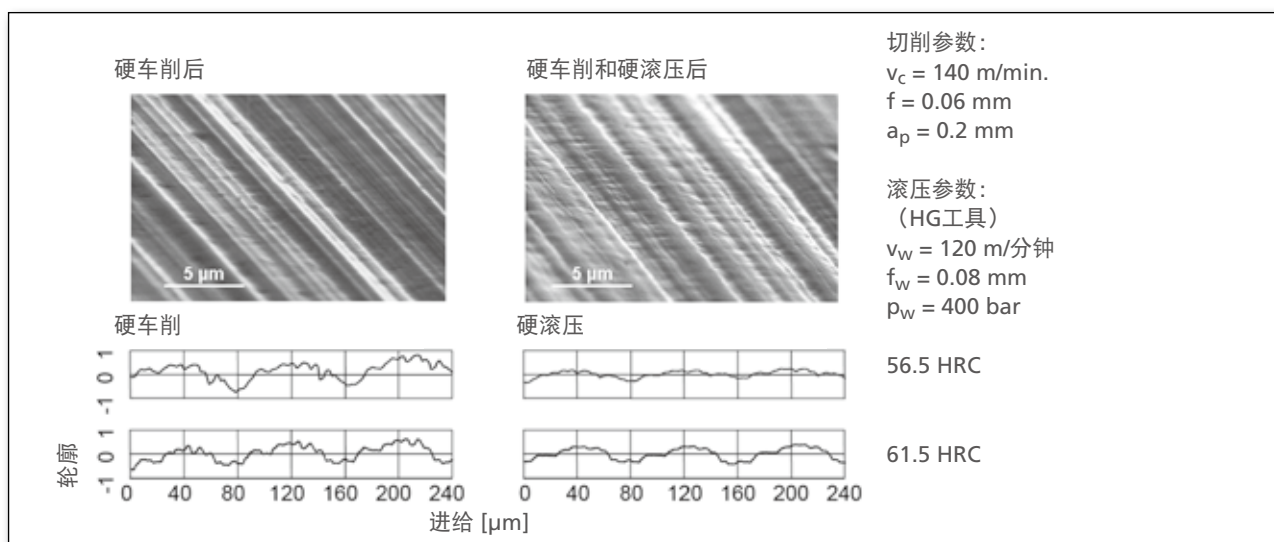 硬车削后
硬车削和硬滚压后
切削参数：
vc = 140 m/min.
f = 0.06 mm
ap = 0.2 mm
滚压参数：
（HG工具）
vw = 120 m/分钟
fw = 0.08 mm
pw = 400 bar
5 µm
5 µm
硬车削
硬滚压
1
0
-1
56.5 HRC
1
0
-1
61.5 HRC
轮廓
0 40 80 120 160 200 240
0 40 80 120 160 200 240
进给 [µm]